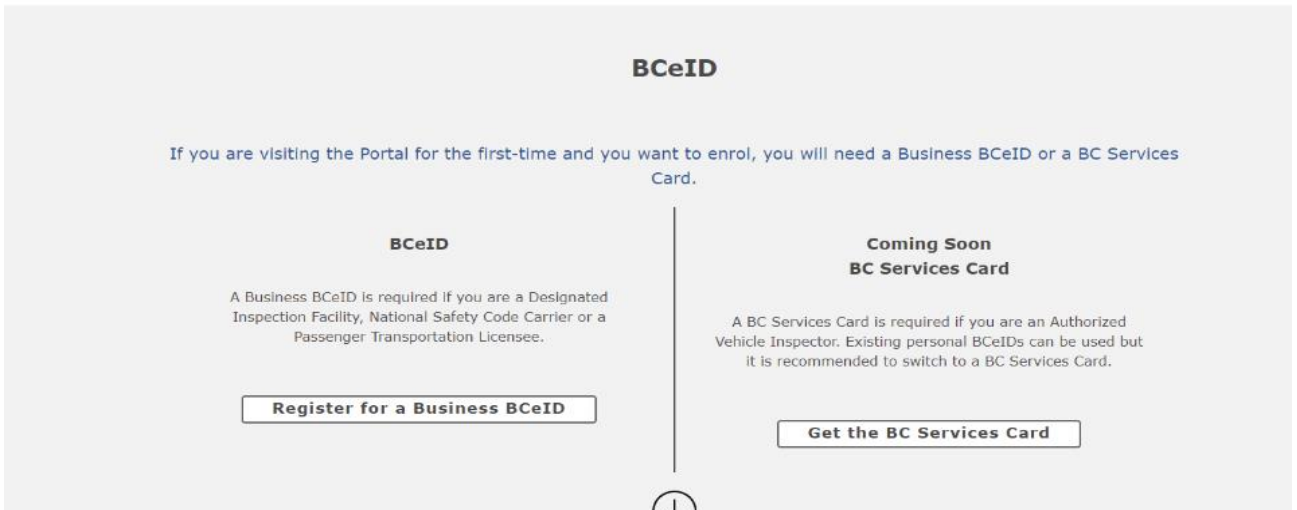 BCeID
If you are visiting the Portal for the first-time and you want to enrol, you will need a Business BCeID or a BC Services
Card.
BCeID
A Business BCeID is required if you are a Designated
Inspection Facility, National Safety Code Carrier or a
Passenger Transportation Licensee.
Register for a Business BCeID
Coming Soon
BC Services Card
A BC Services Card is required if you are an Authorized
Vehicle Inspector. Existing personal BCeIDs can be used but
it is recommended to switch to a BC Services Card.
Get the BC Services Card